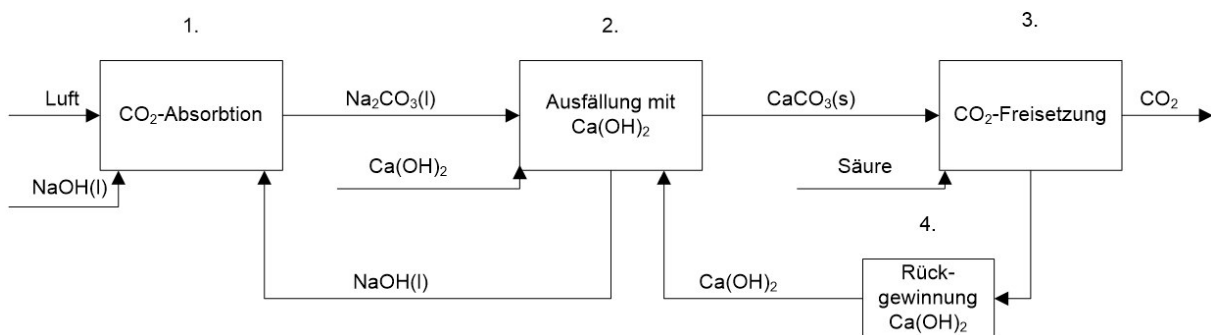 1.
2.
3.
Luft
CO₂-Absorbtion
NaOH(l)
Na₂CO₃(l)
Ausfällung mit
Ca(OH)₂
Ca(OH)₂
CaCO₃(s)
CO₂-Freisetzung
CO₂
Säure
4.
NaOH(l)
Ca(OH)₂
Rück-
gewinnung
Ca(OH)₂